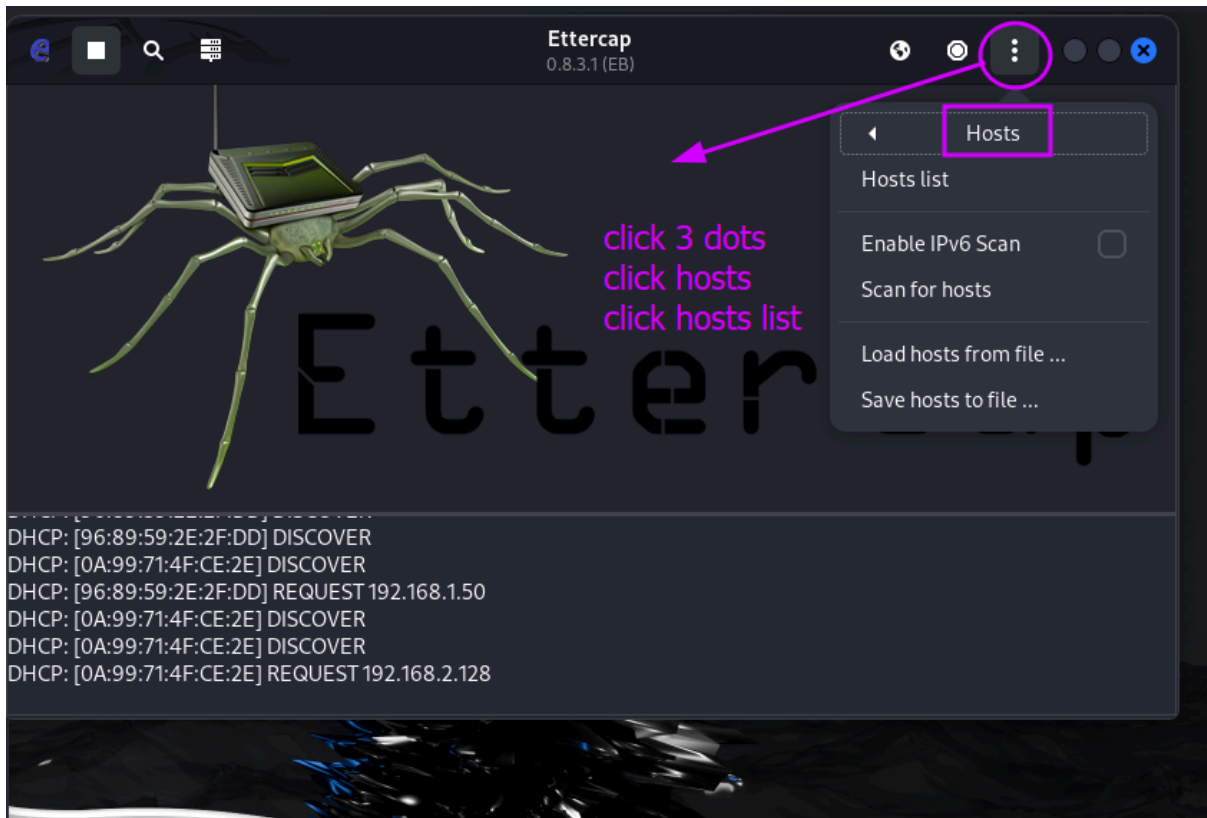 Ettercap
0.8.3.1 (EB)
Hosts
Hosts list
Enable IPv6 Scan
Scan for hosts
Load hosts from file ...
Save hosts to file ...
click 3 dots
click hosts
click hosts list
DHCP: [96:89:59:2E:2F:DD] DISCOVER
DHCP: [0A:99:71:4F:CE:2E] DISCOVER
DHCP: [96:89:59:2E:2F:DD] REQUEST 192.168.1.50
DHCP: [0A:99:71:4F:CE:2E] DISCOVER
DHCP: [0A:99:71:4F:CE:2E] DISCOVER
DHCP: [0A:99:71:4F:CE:2E] REQUEST 192.168.2.128